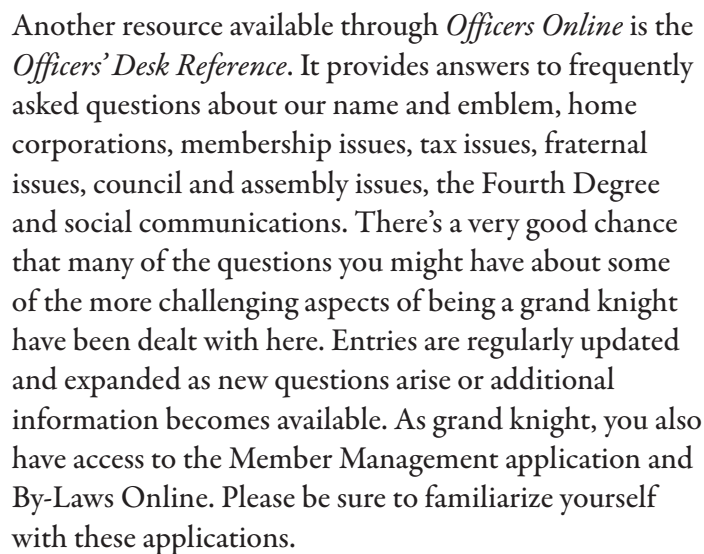 Another resource available through Officers Online is the
Officers’ Desk Reference. It provides answers to frequently
asked questions about our name and emblem, home
corporations, membership issues, tax issues, fraternal
issues, council and assembly issues, the Fourth Degree
and social communications. There’s a very good chance
that many of the questions you might have about some
of the more challenging aspects of being a grand knight
have been dealt with here. Entries are regularly updated
and expanded as new questions arise or additional
information becomes available. As grand knight, you also
have access to the Member Management application and
By-Laws Online. Please be sure to familiarize yourself
with these applications.